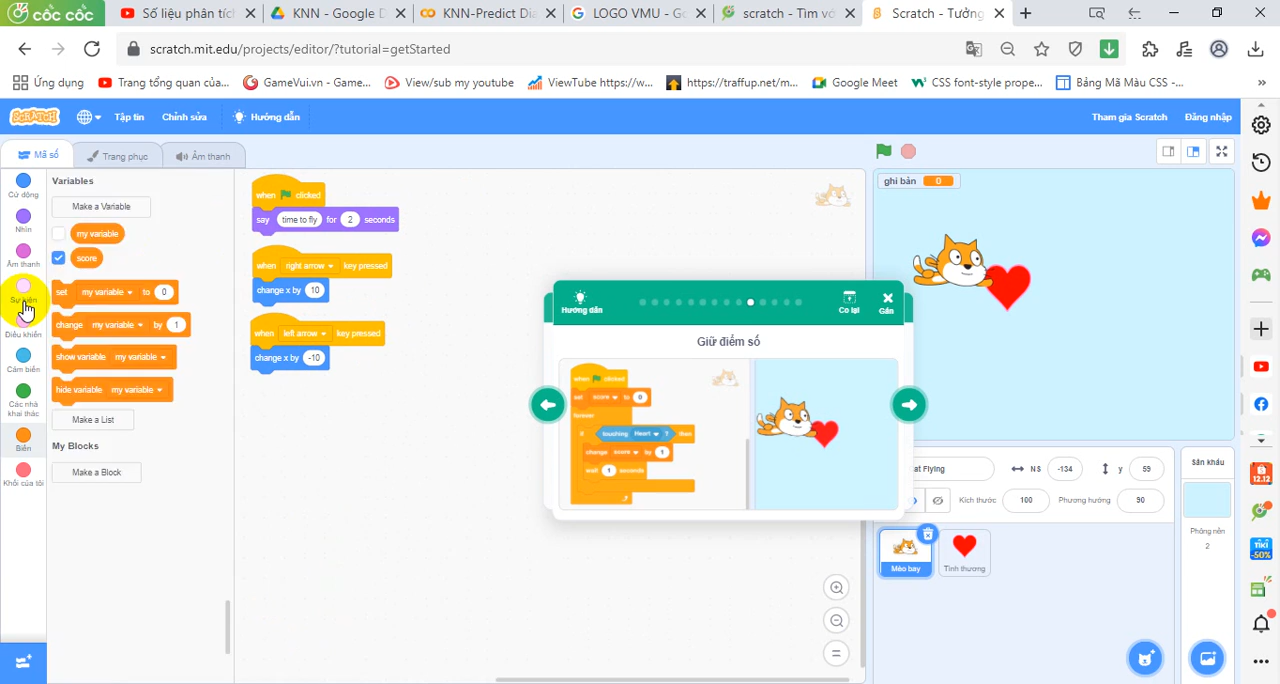 cốc cốc
Số liệu phân tích
KNN - Google D
KNN-Predict Dia
LOGO VMU - Go
scratch - Tìm vớ
Scratch - Tưởng
scratch.mit.edu/projects/editor/?tutorial=getStarted
Ứng dụng
Trang tổng quan của...
GameVui.vn - Game...
View/sub my youtube
ViewTube https://w...
https://traffup.net/m...
Google Meet
CSS font-style prope...
Bảng Mã Màu CSS -...
SCRATCH
Tập tin
Chỉnh sửa
Hướng dẫn
Tham gia Scratch
Đăng nhập
Mã số
Trang phục
Âm thanh
Cử động
Nhìn
Âm thanh
Sự kiện
Điều khiển
Cảm biến
Các nhà khai thác
Biến
Khối của tôi
Variables
Make a Variable
my variable
score
set my variable to 0
change my variable by 1
show variable my variable
hide variable my variable
Make a List
My Blocks
Make a Block
when clicked
say time to fly for 2 seconds
when right arrow key pressed
change x by 10
when left arrow key pressed
change x by -10
Hướng dẫn
Co lại
Gần
Giữ điểm số
when clicked
set score to 0
forever
if touching Heart ? then
change score by 1
wait 1 seconds
ghi bàn 0
at Flying
NS -134
y 59
Kích thước 100
Phương hướng 90
Mèo bay
Tình thương
Sân khấu
Phông nền
2
12.12
TIKI
-50%